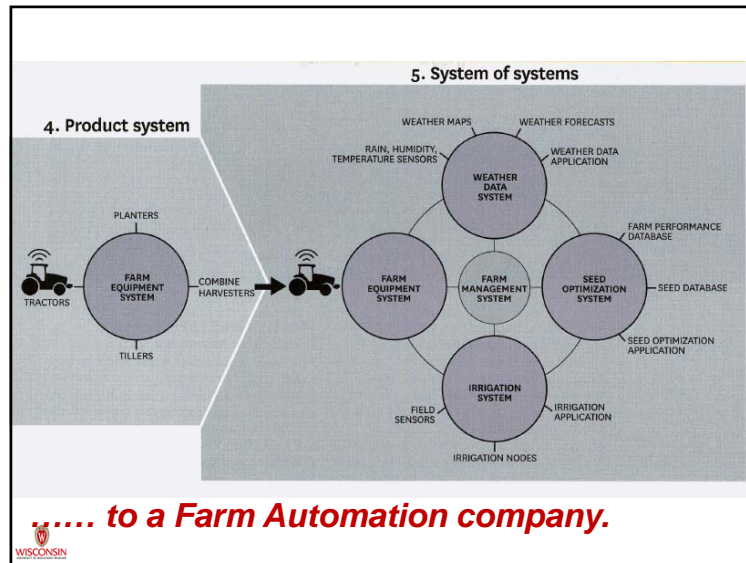 5. System of systems
4. Product system
WEATHER MAPS
WEATHER FORECASTS
RAIN, HUMIDITY,
TEMPERATURE SENSORS
WEATHER DATA
APPLICATION
WEATHER
DATA
SYSTEM
PLANTERS
FARM PERFORMANCE
DATABASE
TRACTORS
FARM
EQUIPMENT
SYSTEM
COMBINE
HARVESTERS
FARM
EQUIPMENT
SYSTEM
FARM
MANAGEMENT
SYSTEM
SEED
OPTIMIZATION
SYSTEM
SEED DATABASE
TILLERS
SEED OPTIMIZATION
APPLICATION
IRRIGATION
SYSTEM
FIELD
SENSORS
IRRIGATION
APPLICATION
IRRIGATION NODES
...... to a Farm Automation company.
W
WISCONSIN